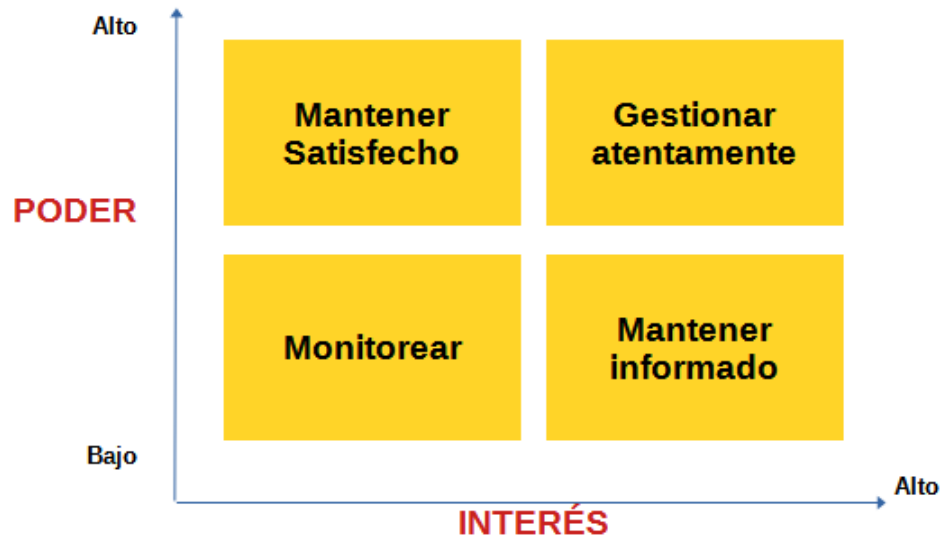 Alto
Mantener
Satisfecho
Gestionar
atentamente
PODER
Monitorear
Mantener
informado
Bajo
Alto
INTERÉS